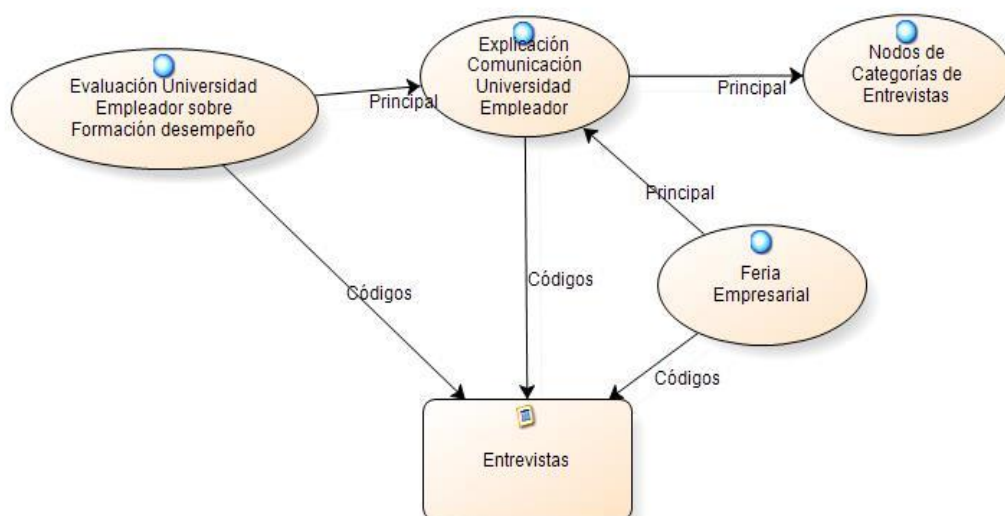 Evaluación Universidad
Empleador sobre
Formación desempeño
Principal
Explicación
Comunicación
Universidad
Empleador
Principal
Nodos de
Categorías de
Entrevistas
Principal
Feria
Empresarial
Códigos
Códigos
Códigos
Entrevistas